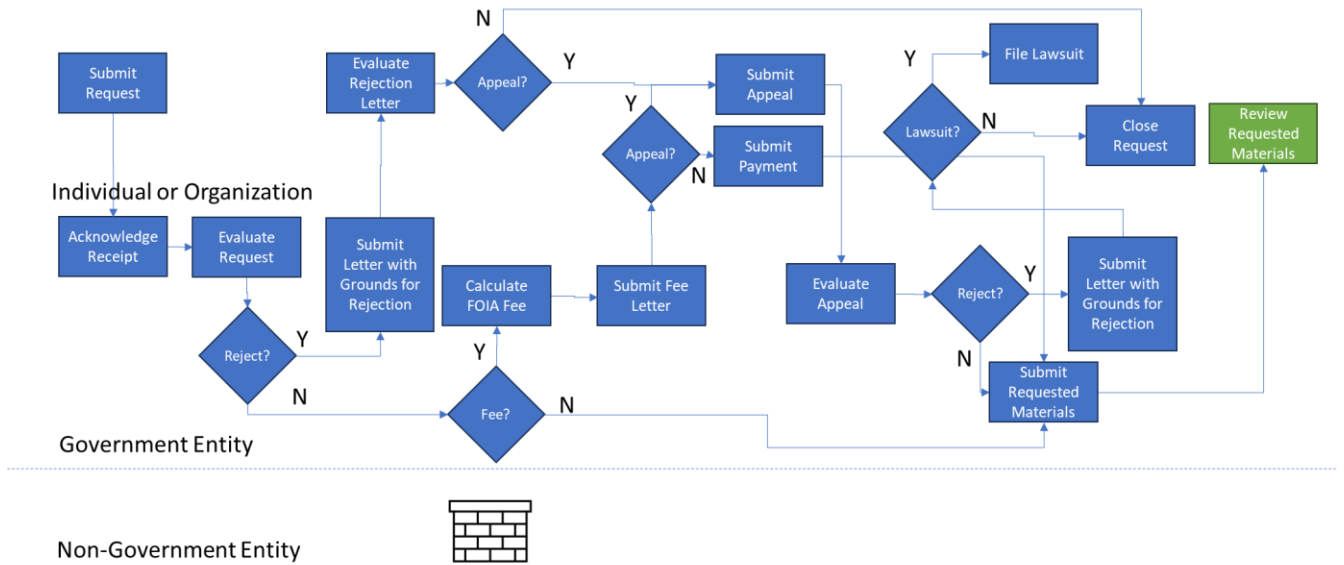 Submit
Request
Evaluate
Rejection
Letter
Appeal?
N
Y
Submit
Appeal
Appeal?
Y
N
Submit
Payment
Lawsuit?
Y
N
File Lawsuit
Close
Request
Review
Requested
Materials
Individual or Organization
Acknowledge
Receipt
Evaluate
Request
Reject?
Y
N
Submit
Letter with
Grounds for
Rejection
Calculate
FOIA Fee
Y
Fee?
N
Submit Fee
Letter
Evaluate
Appeal
Reject?
Y
N
Submit
Letter with
Grounds for
Rejection
Submit
Requested
Materials
Government Entity
Non-Government Entity